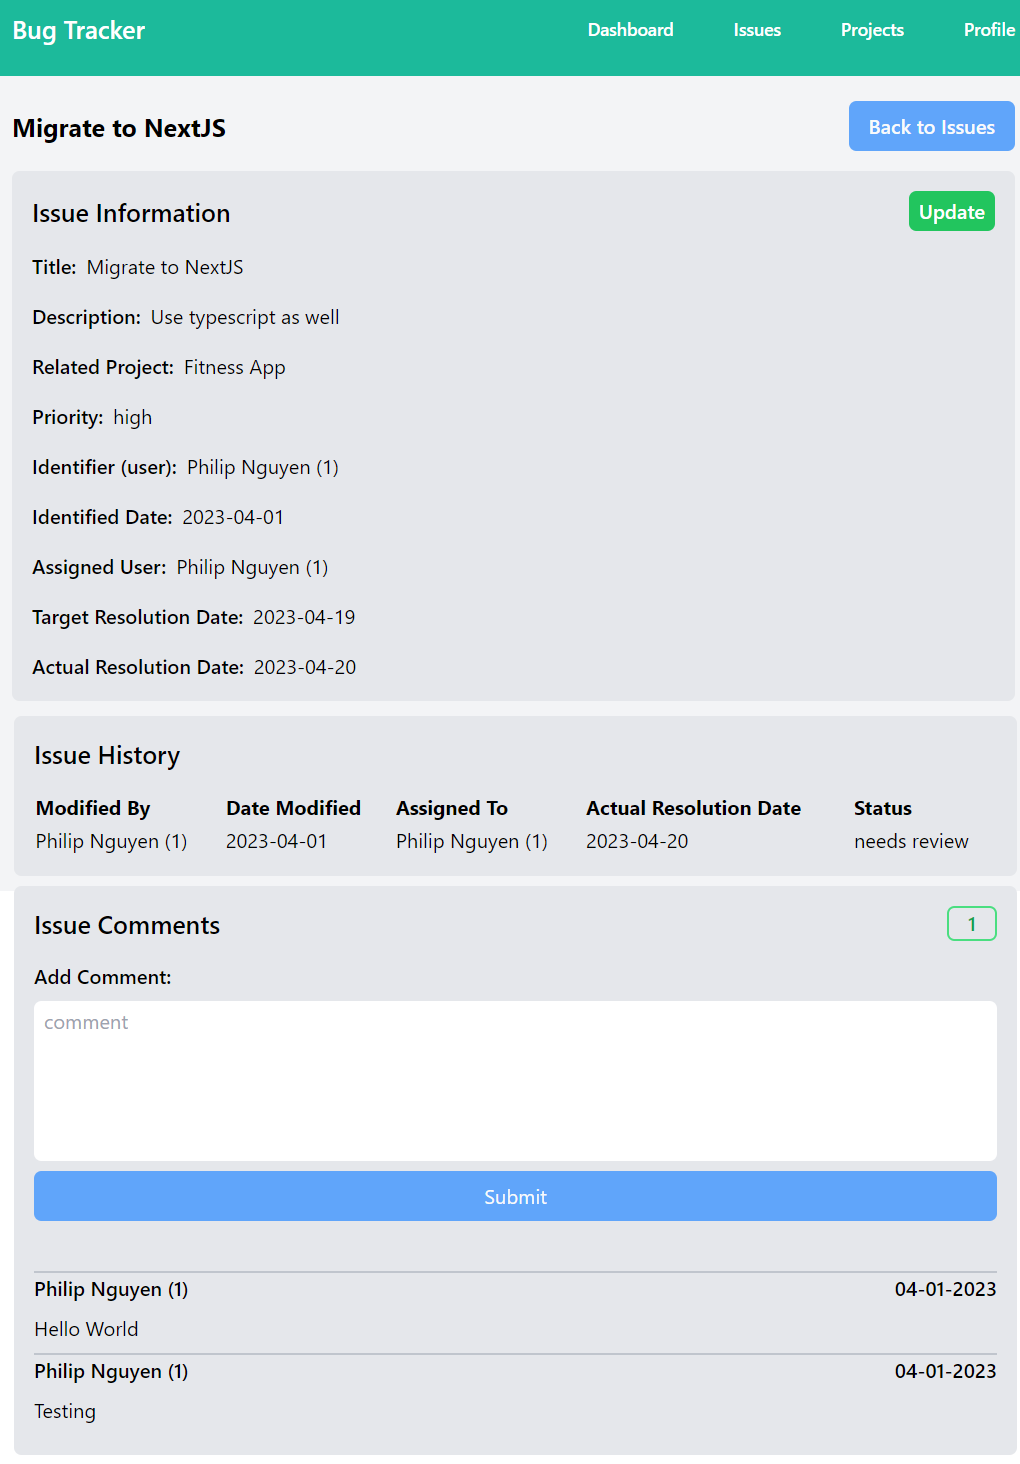 Bug Tracker Dashboard Issues Projects Profile
Migrate to NextJS Back to Issues
Issue Information Update
Title: Migrate to NextJS
Description: Use typescript as well
Related Project: Fitness App
Priority: high
Identifier (user): Philip Nguyen (1)
Identified Date: 2023-04-01
Assigned User: Philip Nguyen (1)
Target Resolution Date: 2023-04-19
Actual Resolution Date: 2023-04-20
Issue History
Modified By Date Modified Assigned To Actual Resolution Date Status
Philip Nguyen (1) 2023-04-01 Philip Nguyen (1) 2023-04-20 needs review
Issue Comments 1
Add Comment:
comment
Submit
Philip Nguyen (1) 04-01-2023
Hello World
Philip Nguyen (1) 04-01-2023
Testing